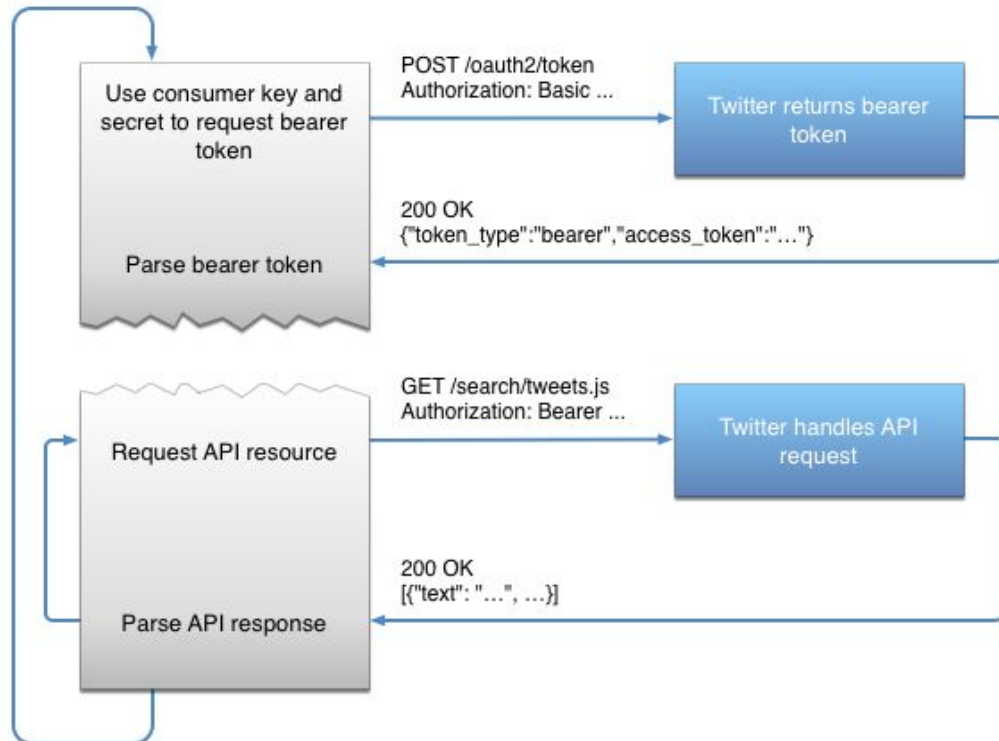 Use consumer key and
secret to request bearer
token
POST /oauth2/token
Authorization: Basic ...
Twitter returns bearer
token
200 OK
{"token_type":"bearer","access_token":"…"}
Parse bearer token
GET /search/tweets.js
Authorization: Bearer ...
Request API resource
Twitter handles API
request
200 OK
[{"text": "…", …}]
Parse API response